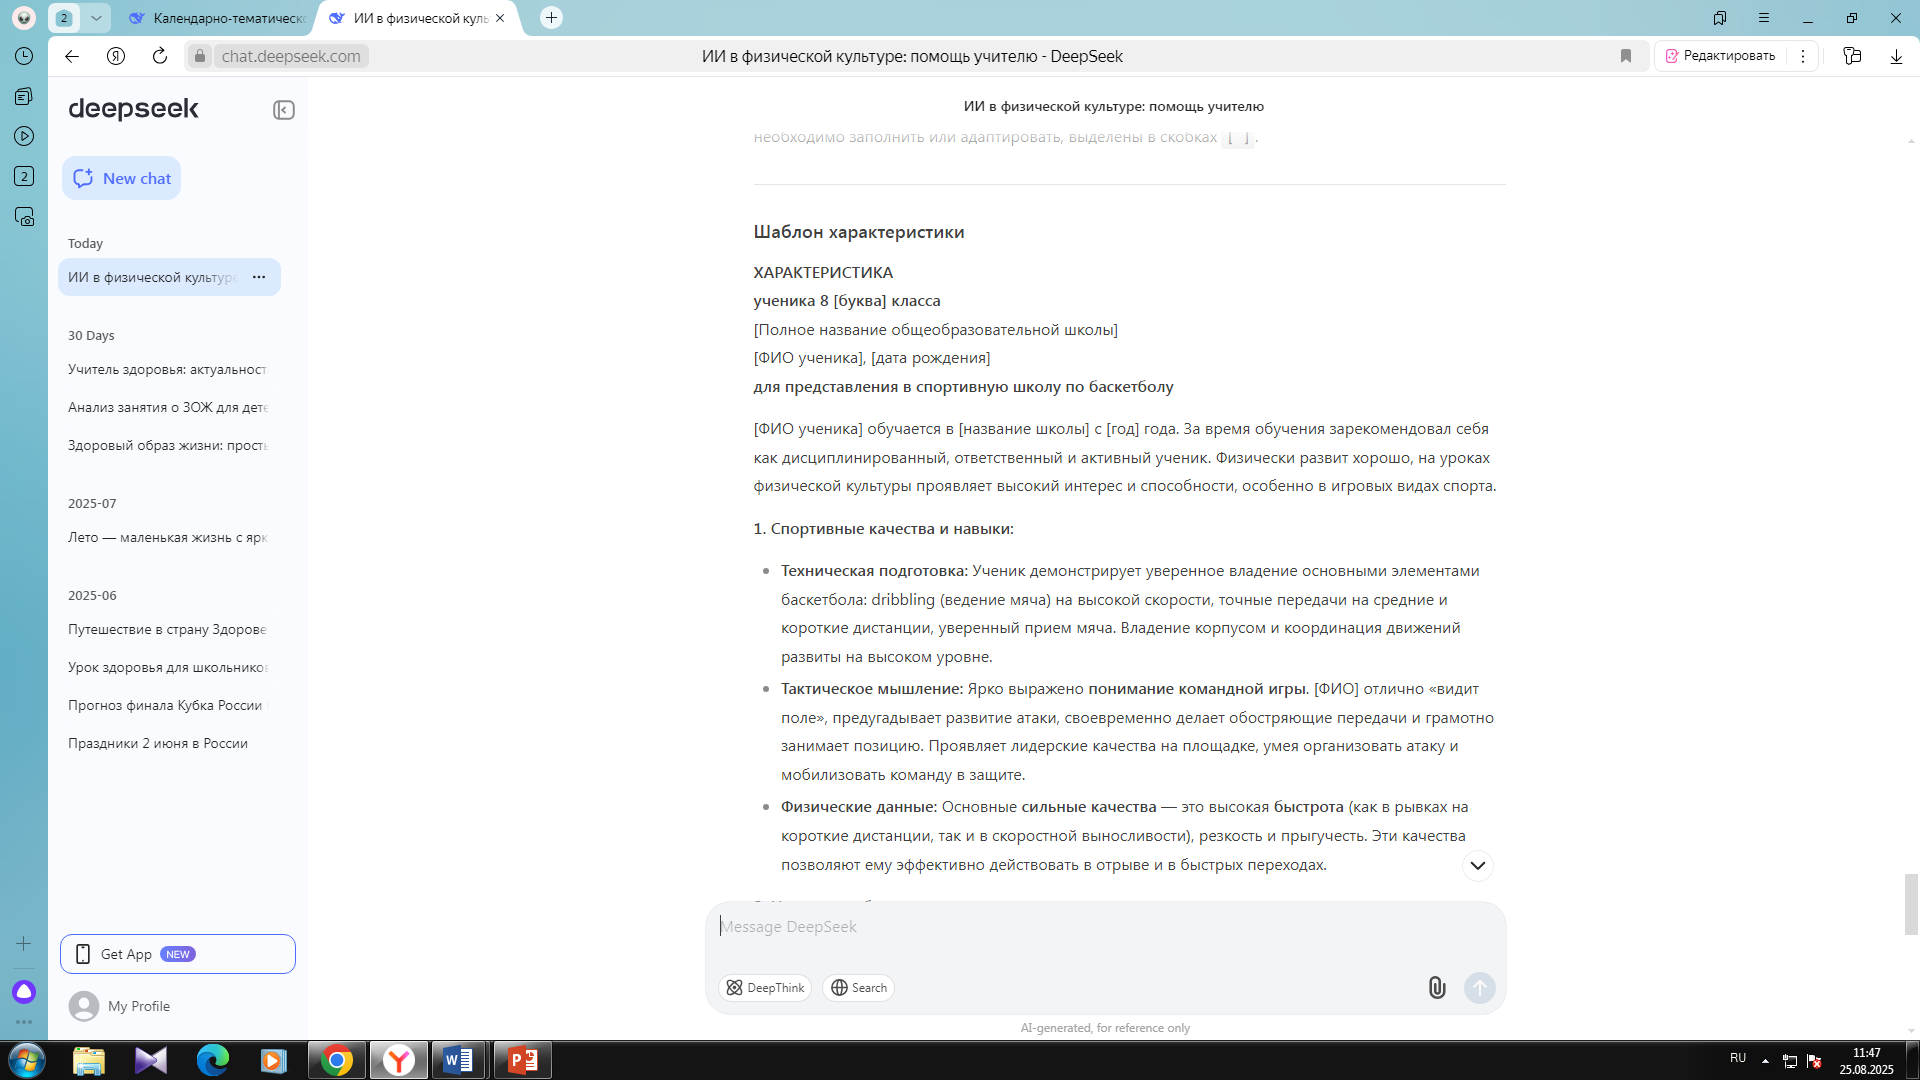 2
Календарно-тематическо
ИИ в физической куль
chat.deepseek.com
ИИ в физической культуре: помощь учителю - DeepSeek
Редактировать
2
deepseek
New chat
Today
ИИ в физической культуре
30 Days
Учитель здоровья: актуальност
Анализ занятия о ЗОЖ для дете
Здоровый образ жизни: просты
2025-07
Лето — маленькая жизнь с ярк
2025-06
Путешествие в страну Здорове
Урок здоровья для школьников
Прогноз финала Кубка России
Праздники 2 июня в России
Get App NEW
My Profile
ИИ в физической культуре: помощь учителю
необходимо заполнить или адаптировать, выделены в скобках [ ].
Шаблон характеристики
ХАРАКТЕРИСТИКА
ученика 8 [буква] класса
[Полное название общеобразовательной школы]
[ФИО ученика], [дата рождения]
для представления в спортивную школу по баскетболу
[ФИО ученика] обучается в [название школы] с [год] года. За время обучения зарекомендовал себя
как дисциплинированный, ответственный и активный ученик. Физически развит хорошо, на уроках
физической культуры проявляет высокий интерес и способности, особенно в игровых видах спорта.
1. Спортивные качества и навыки:
Техническая подготовка: Ученик демонстрирует уверенное владение основными элементами
баскетбола: dribbling (ведение мяча) на высокой скорости, точные передачи на средние и
короткие дистанции, уверенный прием мяча. Владение корпусом и координация движений
развиты на высоком уровне.
Тактическое мышление: Ярко выражено понимание командной игры. [ФИО] отлично «видит
поле», предугадывает развитие атаки, своевременно делает обостряющие передачи и грамотно
занимает позицию. Проявляет лидерские качества на площадке, умея организовать атаку и
мобилизовать команду в защите.
Физические данные: Основные сильные качества — это высокая быстрота (как в рывках на
короткие дистанции, так и в скоростной выносливости), резкость и прыгучесть. Эти качества
позволяют ему эффективно действовать в отрыве и в быстрых переходах.
Message DeepSeek
DeepThink
Search
AI-generated, for reference only
RU
11:47
25.08.2025